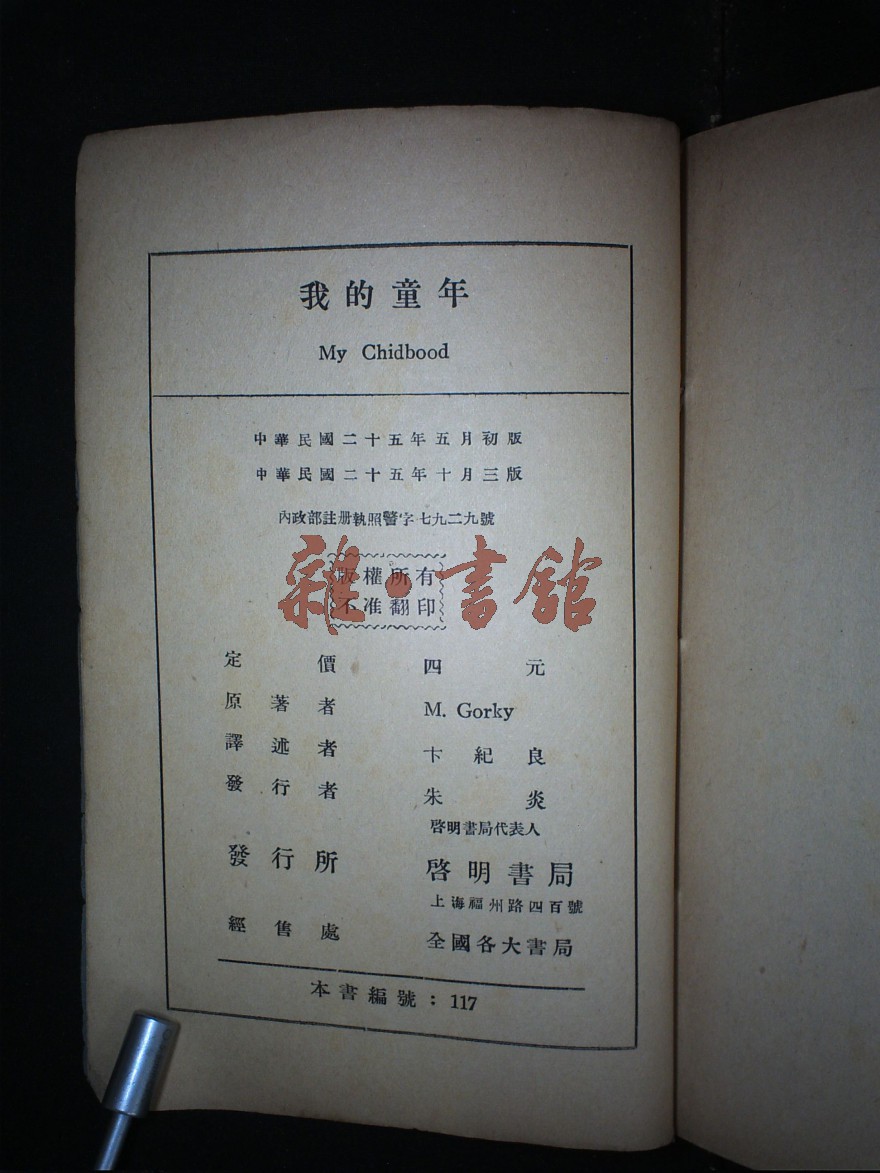 我的童年
My Chidbood
中華民國二十五年五月初版
中華民國二十五年十月三版
內政部註册執照警字七九二九號
版權所有
不准翻印
雜·書館
定價 四元
原著者 M. Gorky
譯述者 卞紀良
發行者 朱炎
啓明書局代表人
發行所 啓明書局
上海福州路四百號
經售處 全國各大書局
本書編號：117